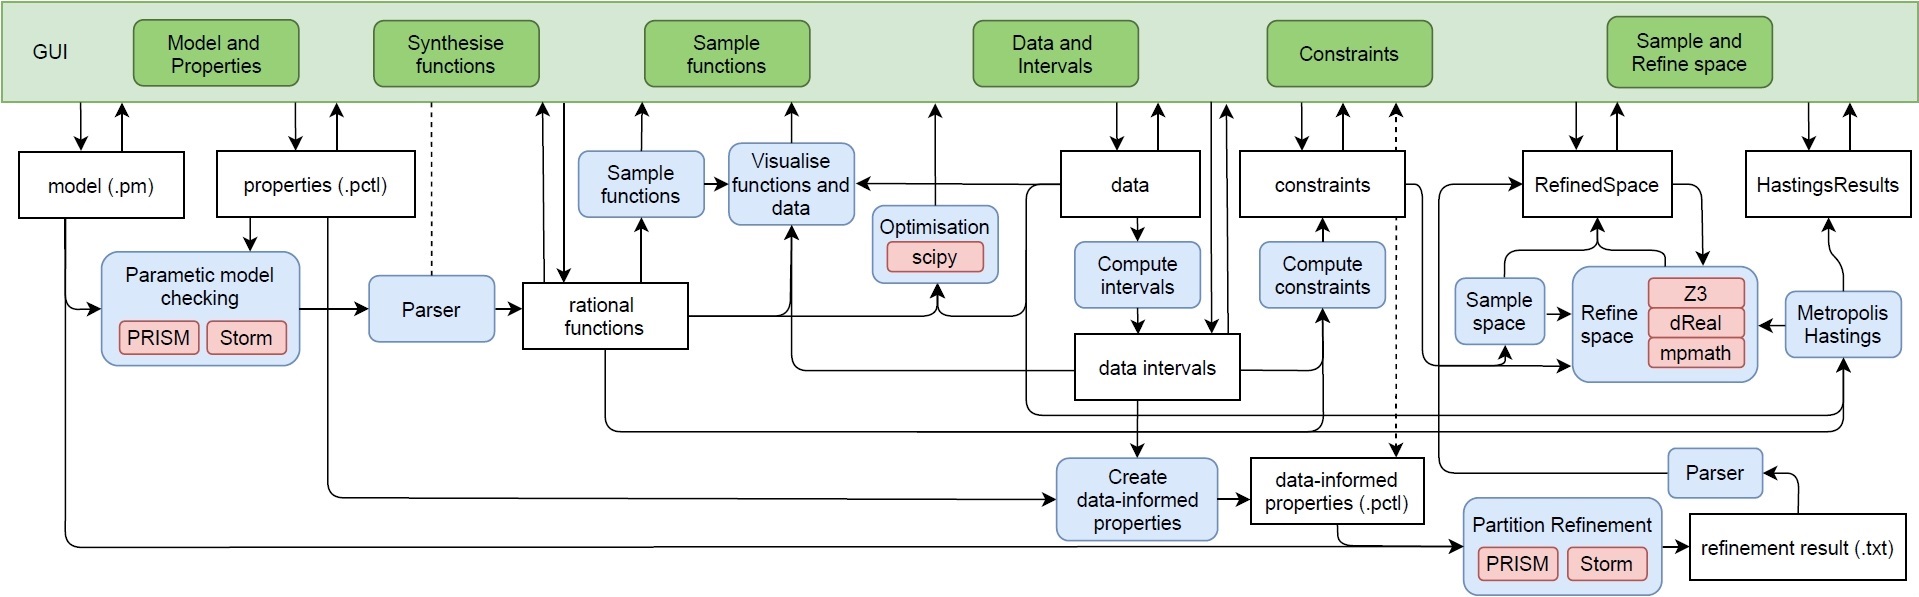 GUI
Model and
Properties
Synthesise
functions
Sample
functions
Data and
Intervals
Constraints
Sample and
Refine space
model (.pm)
properties (.pctl)
Sample
functions
Visualise
functions and
data
Optimisation
scipy
data
constraints
RefinedSpace
HastingsResults
Parametic model
checking
PRISM
Storm
Parser
rational
functions
Compute
intervals
Compute
constraints
data intervals
Sample
space
Refine
space
Z3
dReal
mpmath
Metropolis
Hastings
Create
data-informed
properties
data-informed
properties (.pctl)
Parser
Partition Refinement
PRISM
Storm
refinement result (.txt)